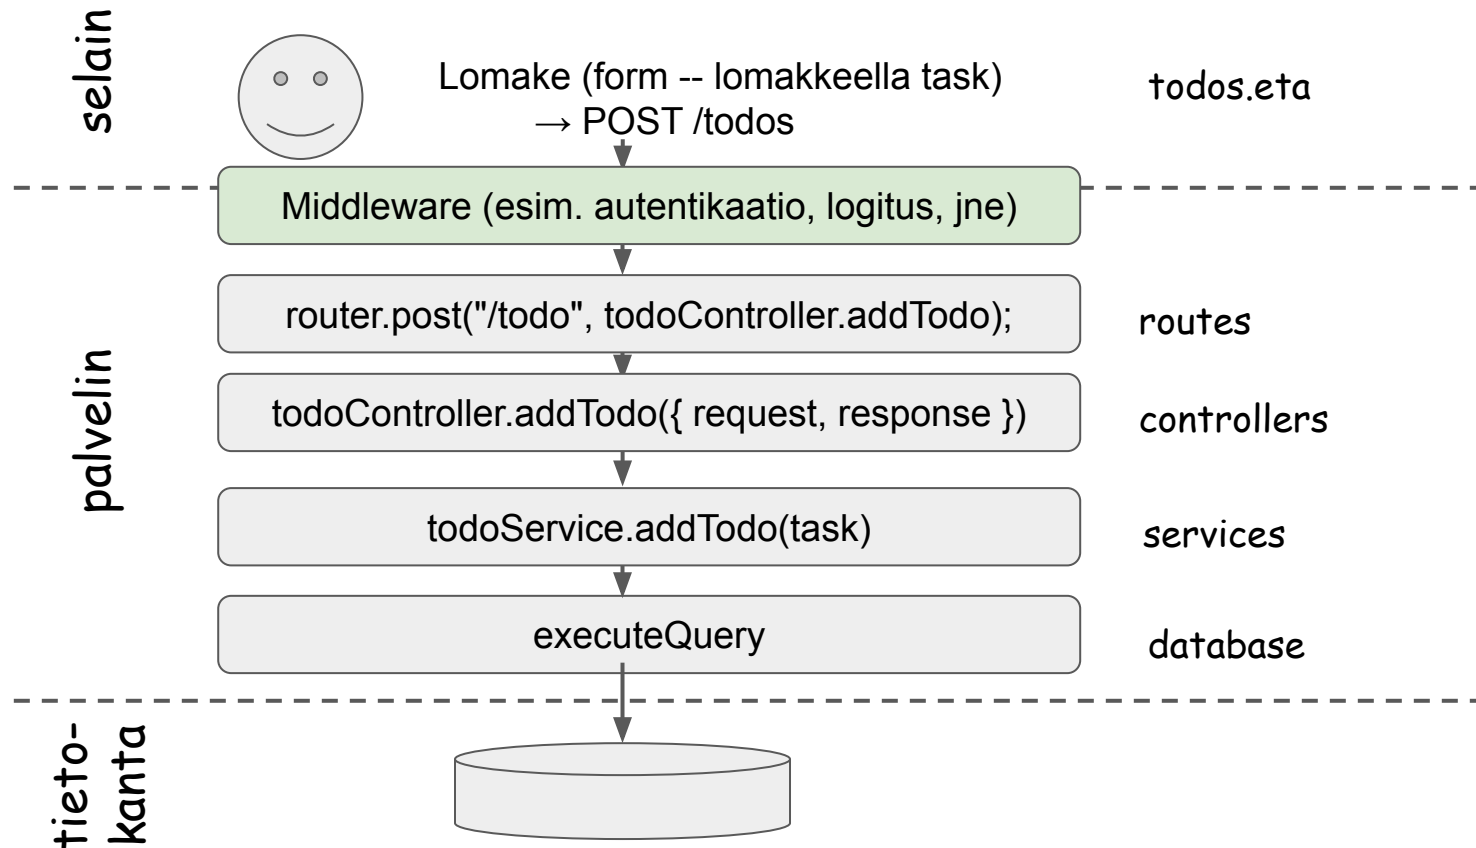 selain
Lomake (form -- lomakkeella task)
→ POST /todos
todos.eta
Middleware (esim. autentikaatio, logitus, jne)
palvelin
router.post("/todo", todoController.addTodo);
routes
todoController.addTodo({ request, response })
controllers
todoService.addTodo(task)
services
executeQuery
database
tieto-
kanta